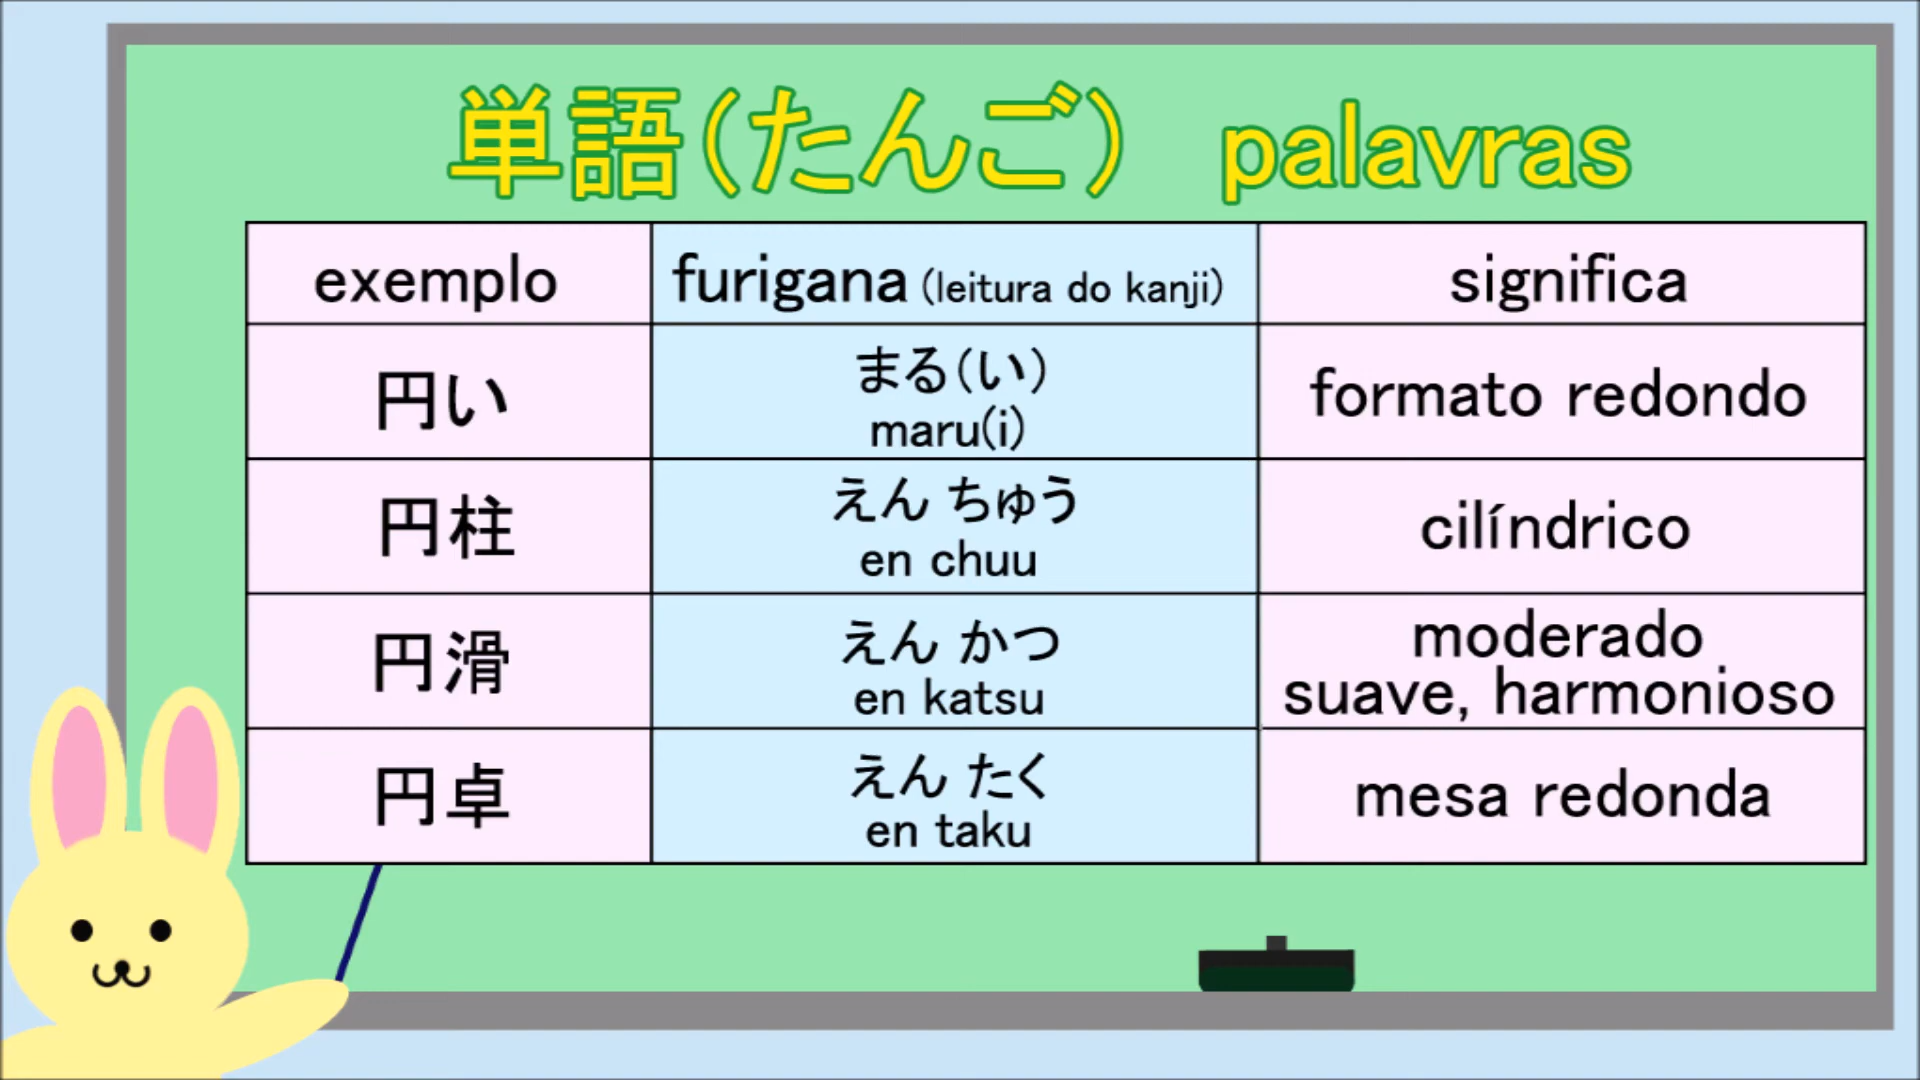 単語(たんご) palavras
exemplo furigana (leitura do kanji) significa
円い まる(い) formato redondo
maru(i)
円柱 えん ちゅう cilíndrico
en chuu
円滑 えん かつ moderado
en katsu suave, harmonioso
円卓 えん たく mesa redonda
en taku